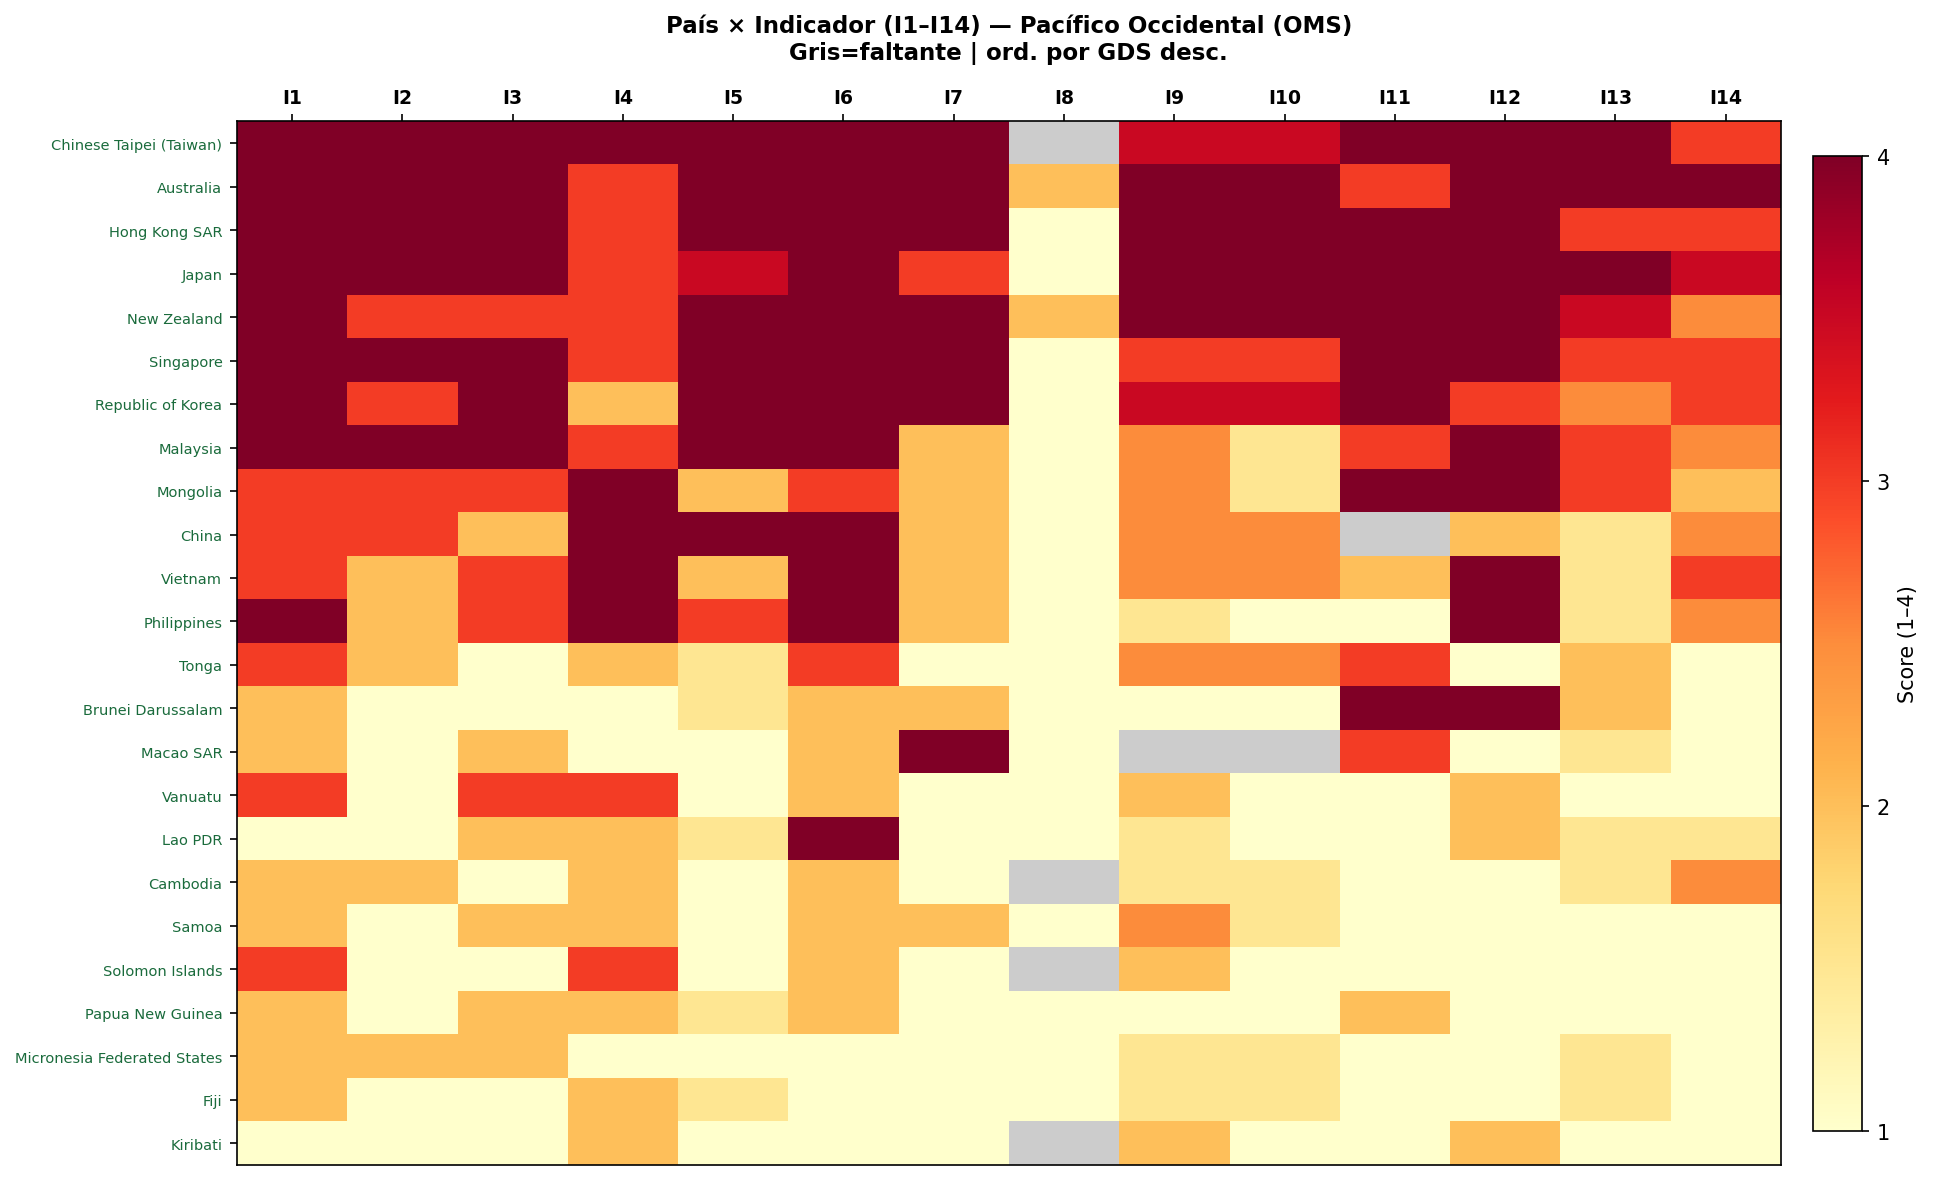 País × Indicador (I1–I14) — Pacífico Occidental (OMS)
Gris=faltante | ord. por GDS desc.
I1 I2 I3 I4 I5 I6 I7 I8 I9 I10 I11 I12 I13 I14
Chinese Taipei (Taiwan)
Australia
Hong Kong SAR
Japan
New Zealand
Singapore
Republic of Korea
Malaysia
Mongolia
China
Vietnam
Philippines
Tonga
Brunei Darussalam
Macao SAR
Vanuatu
Lao PDR
Cambodia
Samoa
Solomon Islands
Papua New Guinea
Micronesia Federated States
Fiji
Kiribati
4
3
2
1
Score (1–4)